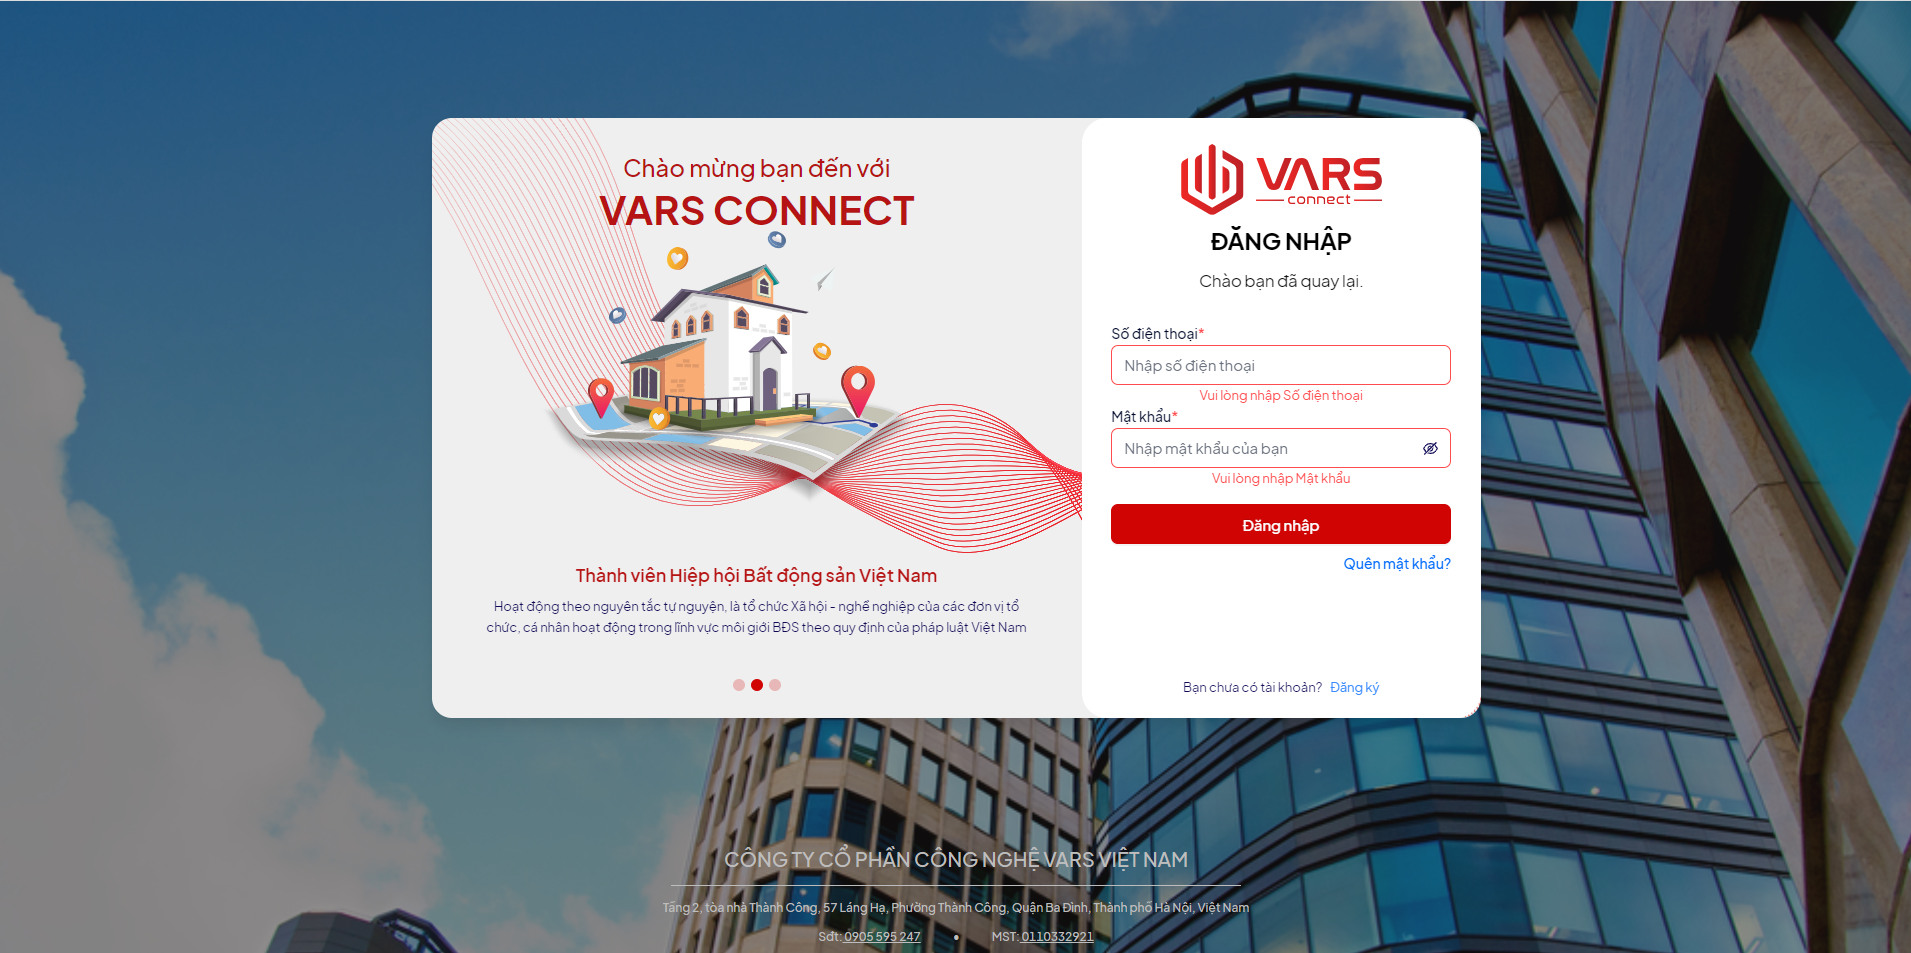 Chào mừng bạn đến với
VARS CONNECT
Thành viên Hiệp hội Bất động sản Việt Nam
Hoạt động theo nguyên tắc tự nguyện, là tổ chức Xã hội - nghề nghiệp của các đơn vị tổ
chức, cá nhân hoạt động trong lĩnh vực môi giới BĐS theo quy định của pháp luật Việt Nam
VARS
connect
ĐĂNG NHẬP
Chào bạn đã quay lại.
Số điện thoại*
Nhập số điện thoại
Vui lòng nhập Số điện thoại
Mật khẩu*
Nhập mật khẩu của bạn
Vui lòng nhập Mật khẩu
Đăng nhập
Quên mật khẩu?
Bạn chưa có tài khoản? Đăng ký
CÔNG TY CỔ PHẦN CÔNG NGHỆ VARS VIỆT NAM
Tầng 2, tòa nhà Thành Công, 57 Láng Hạ, Phường Thành Công, Quận Ba Đình, Thành phố Hà Nội, Việt Nam
Sđt: 0905 595 247 • MST: 0110332921